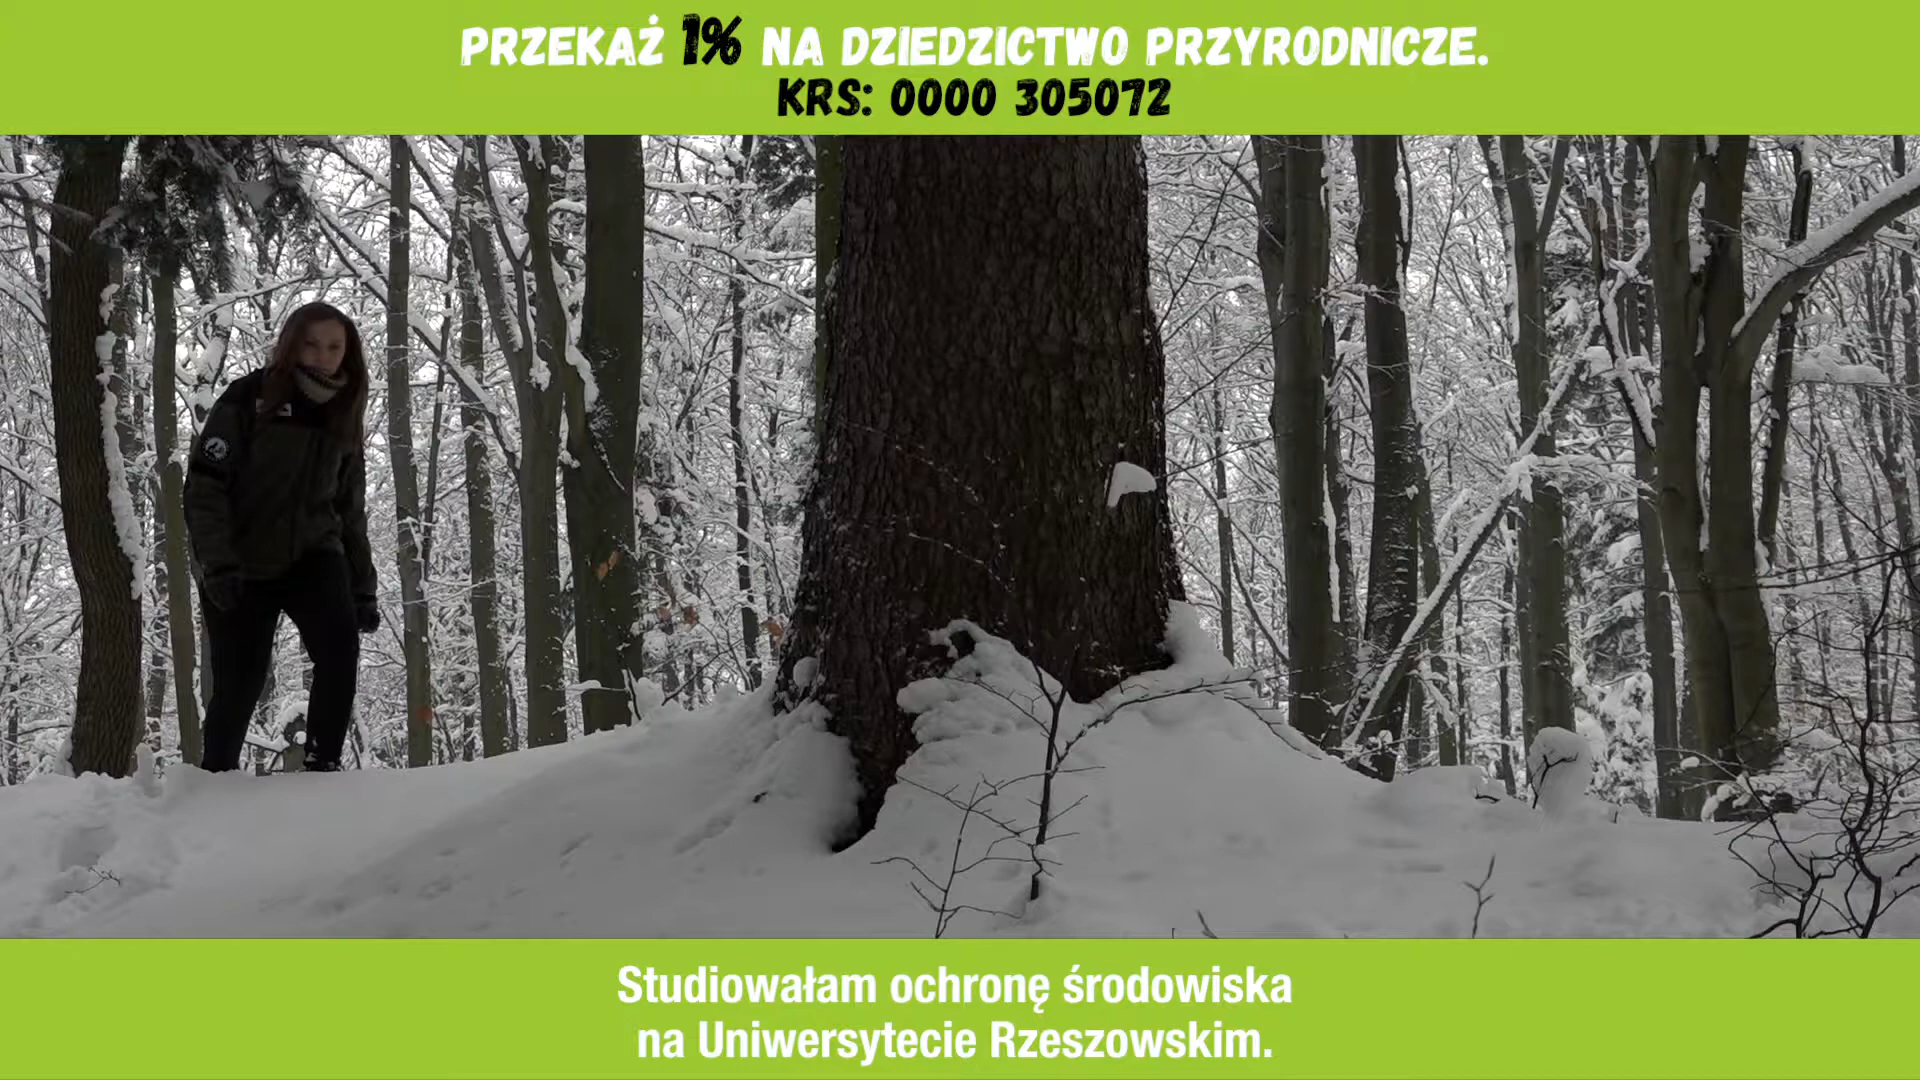 PRZEKAŻ 1% NA DZIEDZICTWO PRZYRODNICZE.
KRS: 0000 305072
Studiowałam ochronę środowiska
na Uniwersytecie Rzeszowskim.